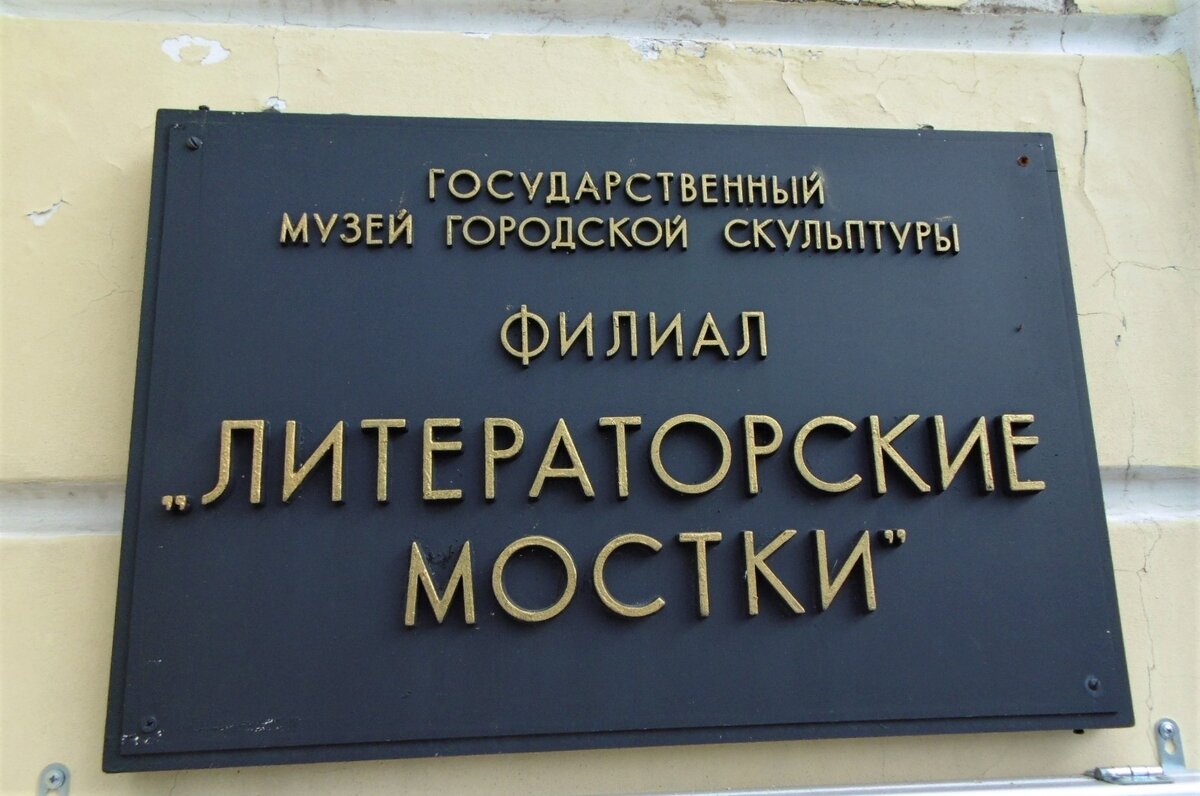 ГОСУДАРСТВЕННЫЙ
МУЗЕЙ ГОРОДСКОЙ СКУЛЬПТУРЫ
ФИЛИАЛ
„ЛИТЕРАТОРСКИЕ
МОСТКИ”